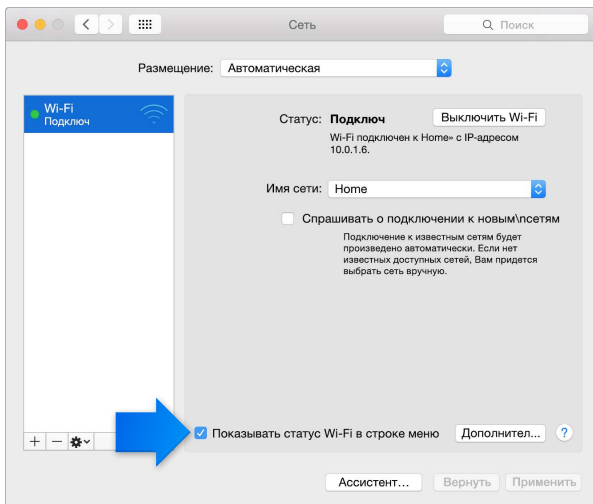 Сеть
Поиск
Размещение: Автоматическая
Wi-Fi
Подключ
Статус: Подключ
Выключить Wi-Fi
Wi-Fi подключен к Home» с IP-адресом
10.0.1.6.
Имя сети: Home
Спрашивать о подключении к новым\nсетям
Подключение к известным сетям будет
произведено автоматически. Если нет
известных доступных сетей, Вам придется
выбрать сеть вручную.
Показывать статус Wi-Fi в строке меню
Дополнител...
?
Ассистент...
Вернуть
Применить